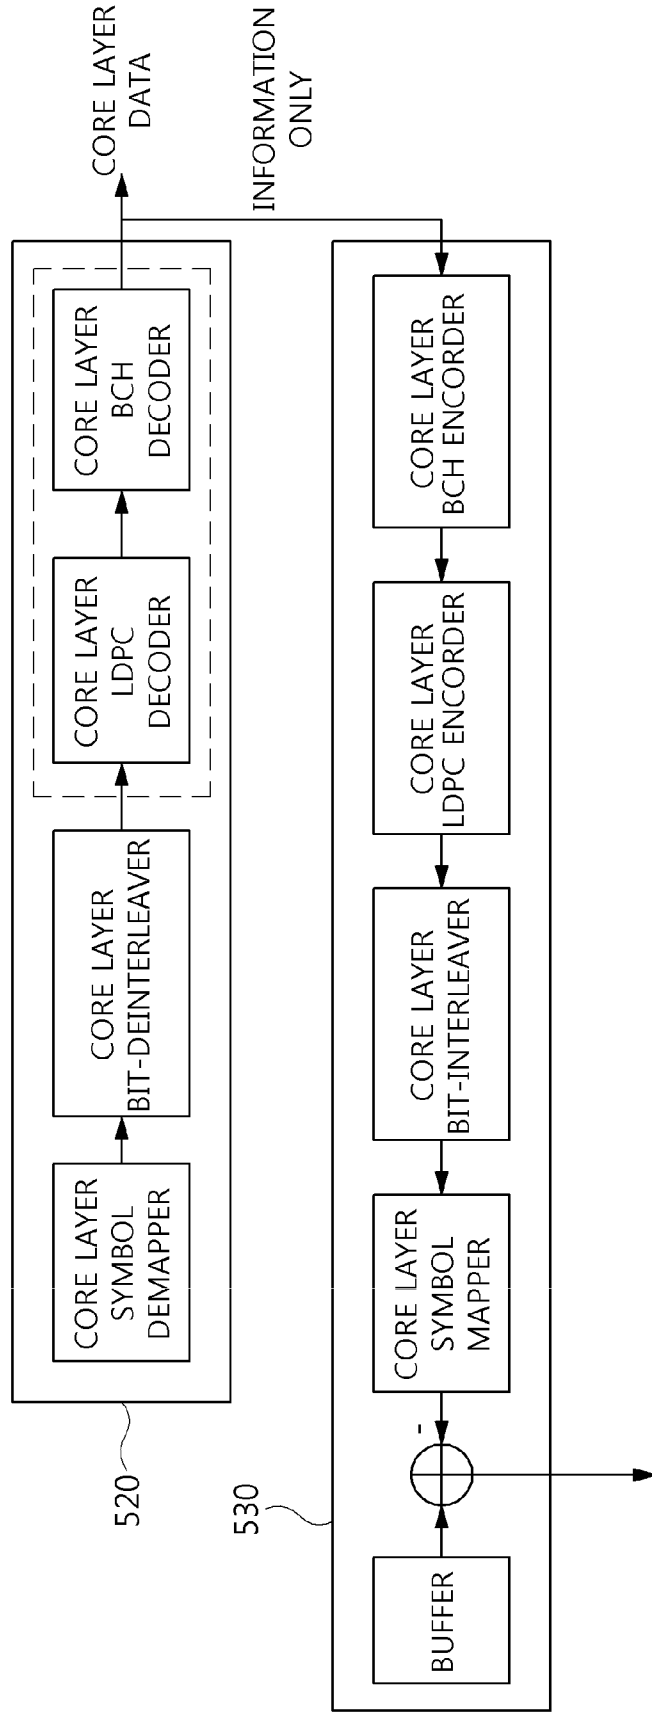 CORE LAYER
SYMBOL
DEMAPPER
CORE LAYER
BIT-DEINTERLEAVER
CORE LAYER
LDPC
DECODER
CORE LAYER
BCH
DECODER
CORE LAYER
DATA
520
INFORMATION
ONLY
530
BUFFER
-
CORE LAYER
SYMBOL
MAPPER
CORE LAYER
BIT-INTERLEAVER
CORE LAYER
LDPC ENCORDER
CORE LAYER
BCH ENCORDER